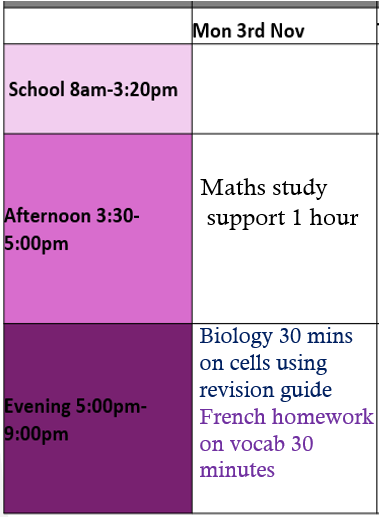 Mon 3rd Nov
School 8am-3:20pm
Afternoon 3:30-
5:00pm
Maths study
support 1 hour
Evening 5:00pm-
9:00pm
Biology 30 mins
on cells using
revision guide
French homework
on vocab 30
minutes